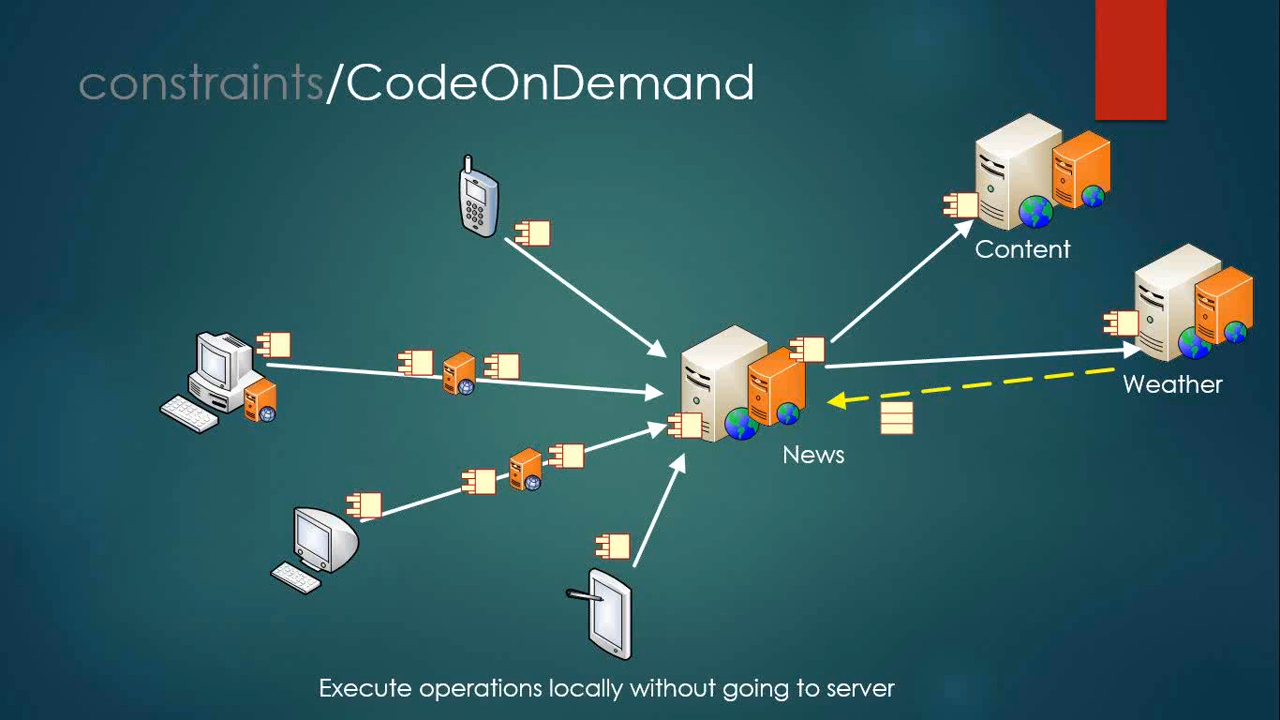 constraints/CodeOnDemand
Content
Weather
News
Execute operations locally without going to server